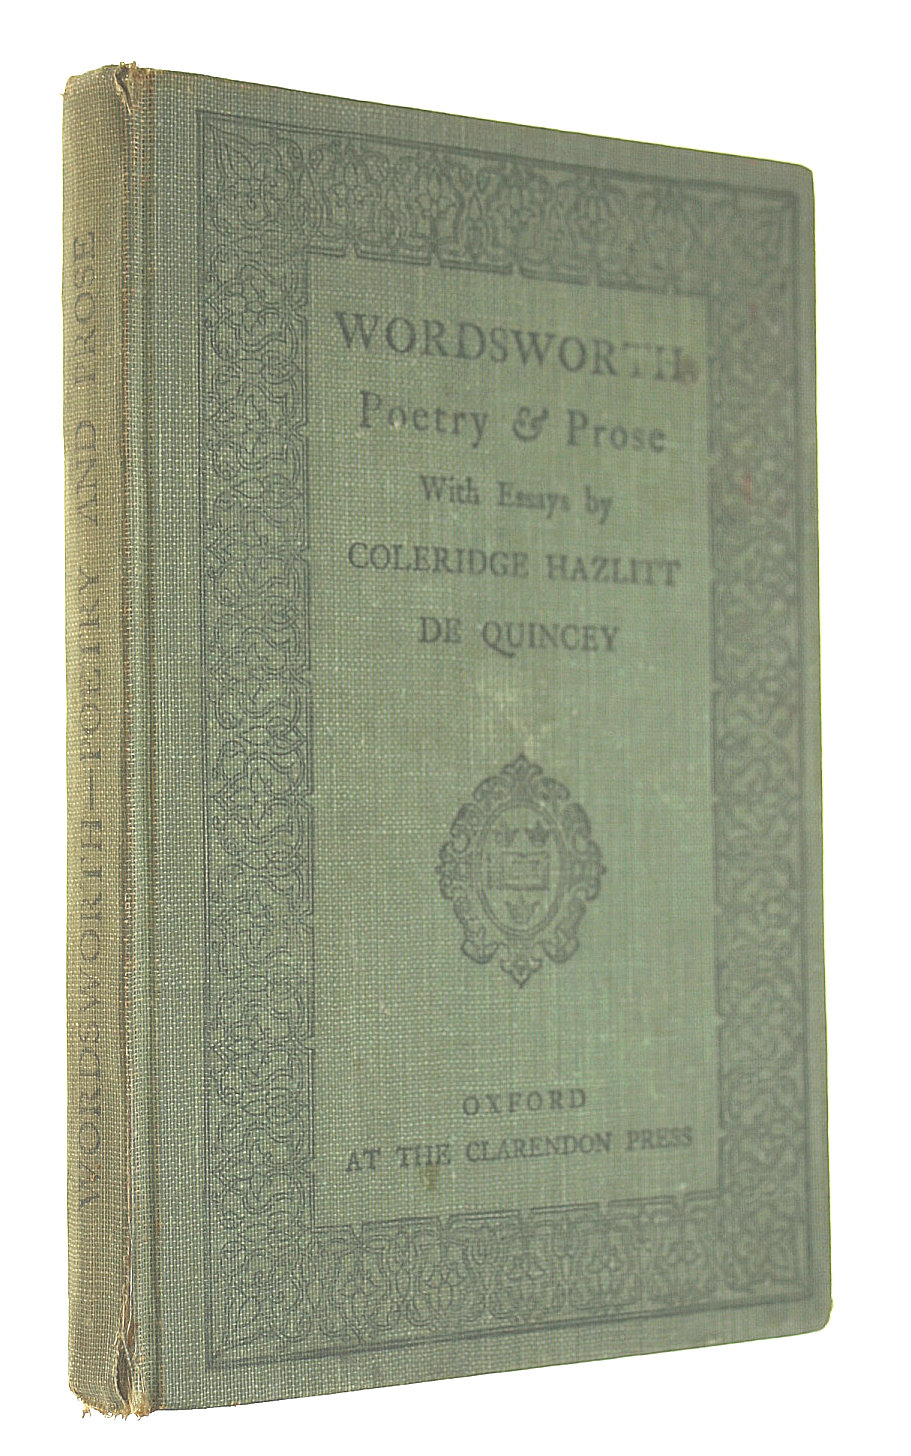 WORDSWORTH—POETRY AND PROSE
WORDSWORTH
Poetry & Prose
With Essays by
COLERIDGE HAZLITT
DE QUINCEY
OXFORD
AT THE CLARENDON PRESS